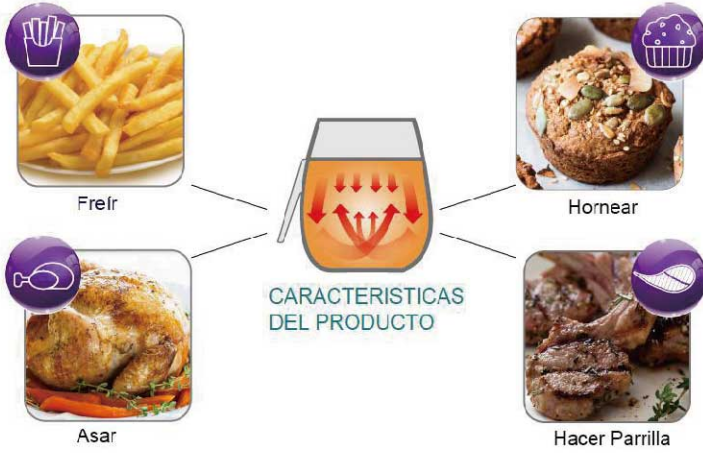 Freír
Hornear
CARACTERISTICAS
DEL PRODUCTO
Asar
Hacer Parrilla